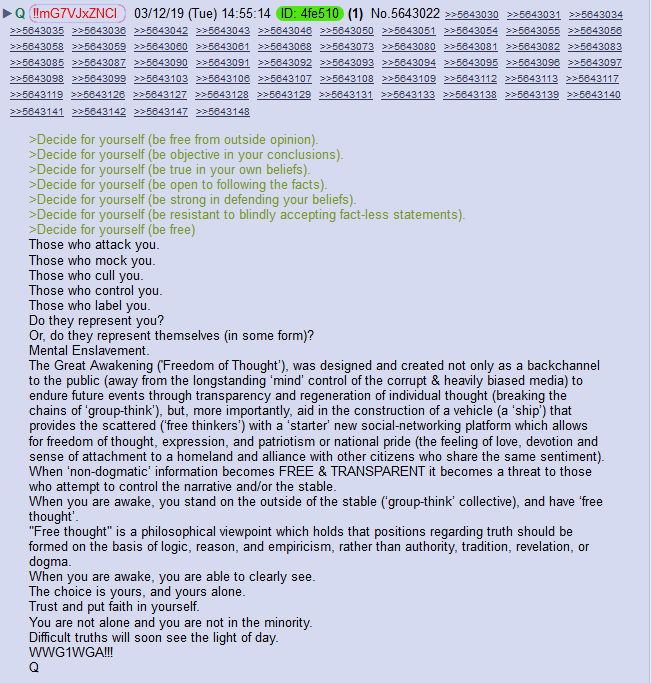 ▶ Q !!mG7VJxZNCI 03/12/19 (Tue) 14:55:14 ID: 4fe510 (1) No.5643022 >>5643030 >>5643031 >>5643034
>>5643035 >>5643036 >>5643042 >>5643043 >>5643046 >>5643050 >>5643051 >>5643054 >>5643055 >>5643056
>>5643058 >>5643059 >>5643060 >>5643061 >>5643068 >>5643073 >>5643080 >>5643081 >>5643082 >>5643083
>>5643085 >>5643087 >>5643090 >>5643091 >>5643092 >>5643093 >>5643094 >>5643095 >>5643096 >>5643097
>>5643098 >>5643099 >>5643103 >>5643106 >>5643107 >>5643108 >>5643109 >>5643112 >>5643113 >>5643117
>>5643119 >>5643126 >>5643127 >>5643128 >>5643129 >>5643131 >>5643133 >>5643138 >>5643139 >>5643140
>>5643141 >>5643142 >>5643147 >>5643148
>Decide for yourself (be free from outside opinion).
>Decide for yourself (be objective in your conclusions).
>Decide for yourself (be true in your own beliefs).
>Decide for yourself (be open to following the facts).
>Decide for yourself (be strong in defending your beliefs).
>Decide for yourself (be resistant to blindly accepting fact-less statements).
>Decide for yourself (be free)
Those who attack you.
Those who mock you.
Those who cull you.
Those who control you.
Those who label you.
Do they represent you?
Or, do they represent themselves (in some form)?
Mental Enslavement.
The Great Awakening ('Freedom of Thought'), was designed and created not only as a backchannel
to the public (away from the longstanding 'mind' control of the corrupt & heavily biased media) to
endure future events through transparency and regeneration of individual thought (breaking the
chains of 'group-think'), but, more importantly, aid in the construction of a vehicle (a 'ship') that
provides the scattered ('free thinkers') with a 'starter' new social-networking platform which allows
for freedom of thought, expression, and patriotism or national pride (the feeling of love, devotion and
sense of attachment to a homeland and alliance with other citizens who share the same sentiment).
When 'non-dogmatic' information becomes FREE & TRANSPARENT it becomes a threat to those
who attempt to control the narrative and/or the stable.
When you are awake, you stand on the outside of the stable ('group-think' collective), and have 'free
thought'.
"Free thought" is a philosophical viewpoint which holds that positions regarding truth should be
formed on the basis of logic, reason, and empiricism, rather than authority, tradition, revelation, or
dogma.
When you are awake, you are able to clearly see.
The choice is yours, and yours alone.
Trust and put faith in yourself.
You are not alone and you are not in the minority.
Difficult truths will soon see the light of day.
WWG1WGA!!!
Q